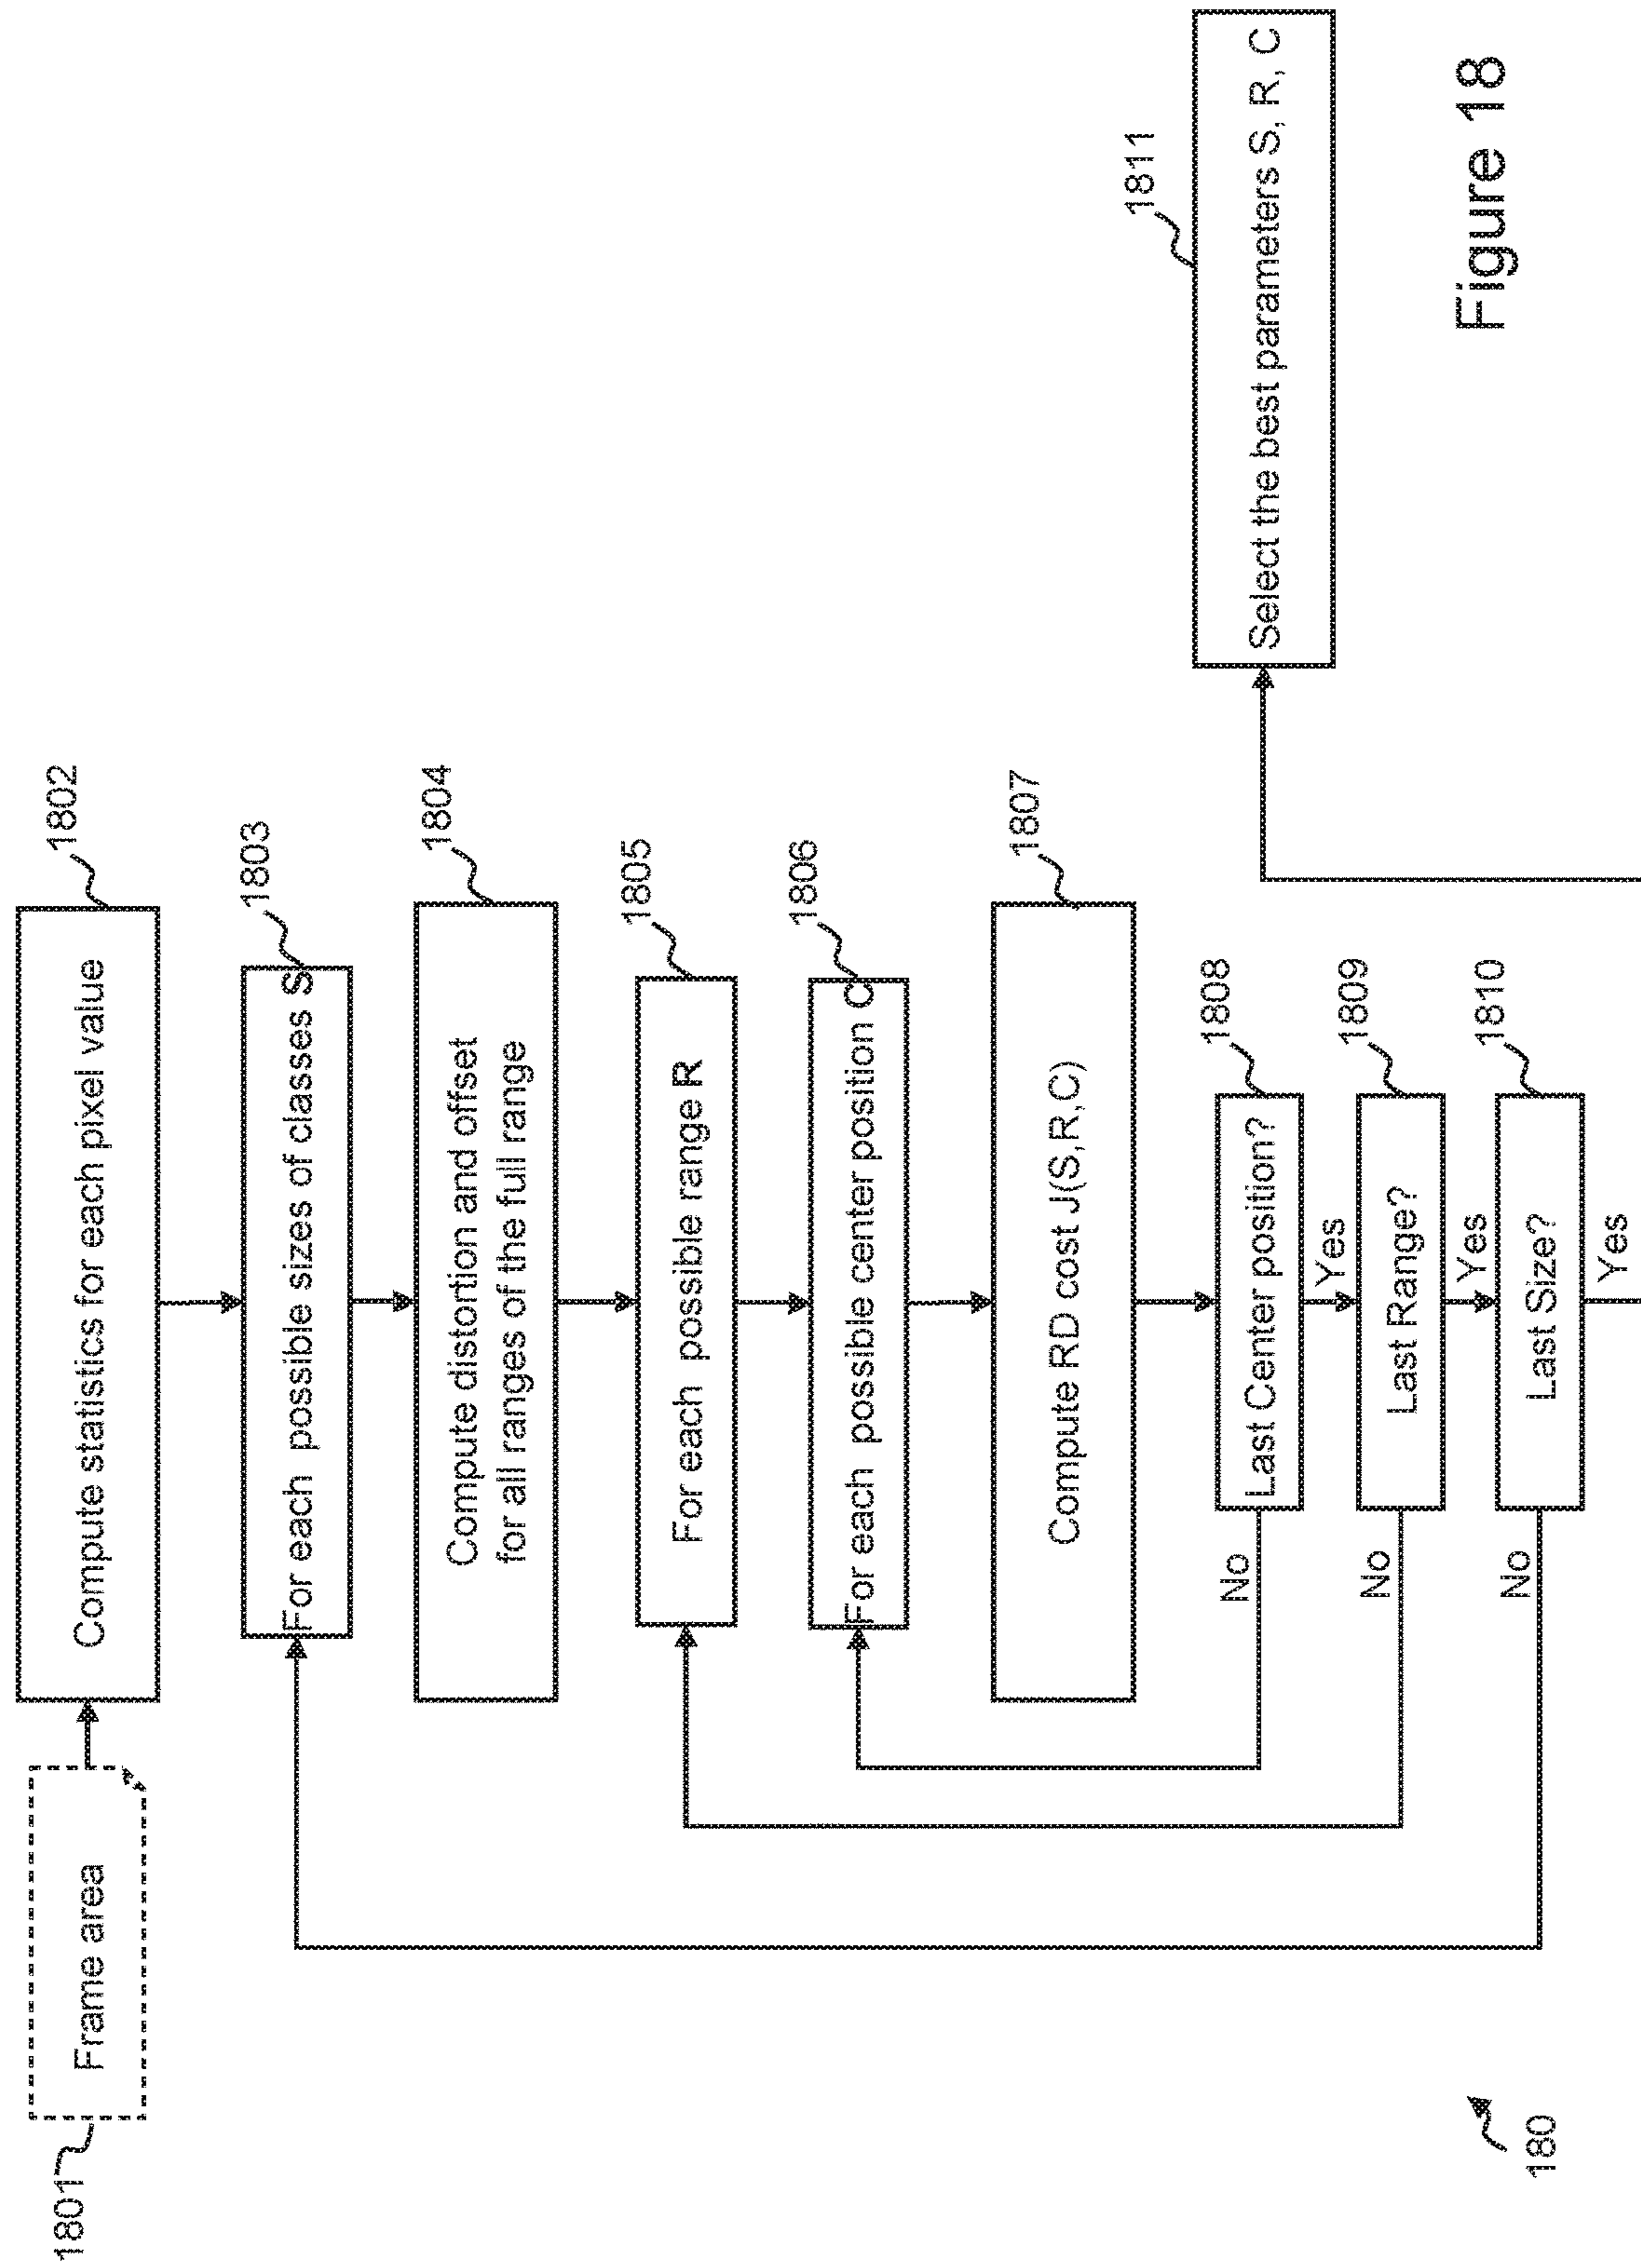 1801
Frame area
1802
Compute statistics for each pixel value
1803
For each possible sizes of classes S
1804
Compute distortion and offset
for all ranges of the full range
1805
For each possible range R
1806
For each possible center position C
1807
Compute RD cost J(S,R,C)
1808
Last Center position?
No
Yes
1809
Last Range?
No
Yes
1810
Last Size?
No
Yes
1811
Select the best parameters S, R, C
180
Figure 18